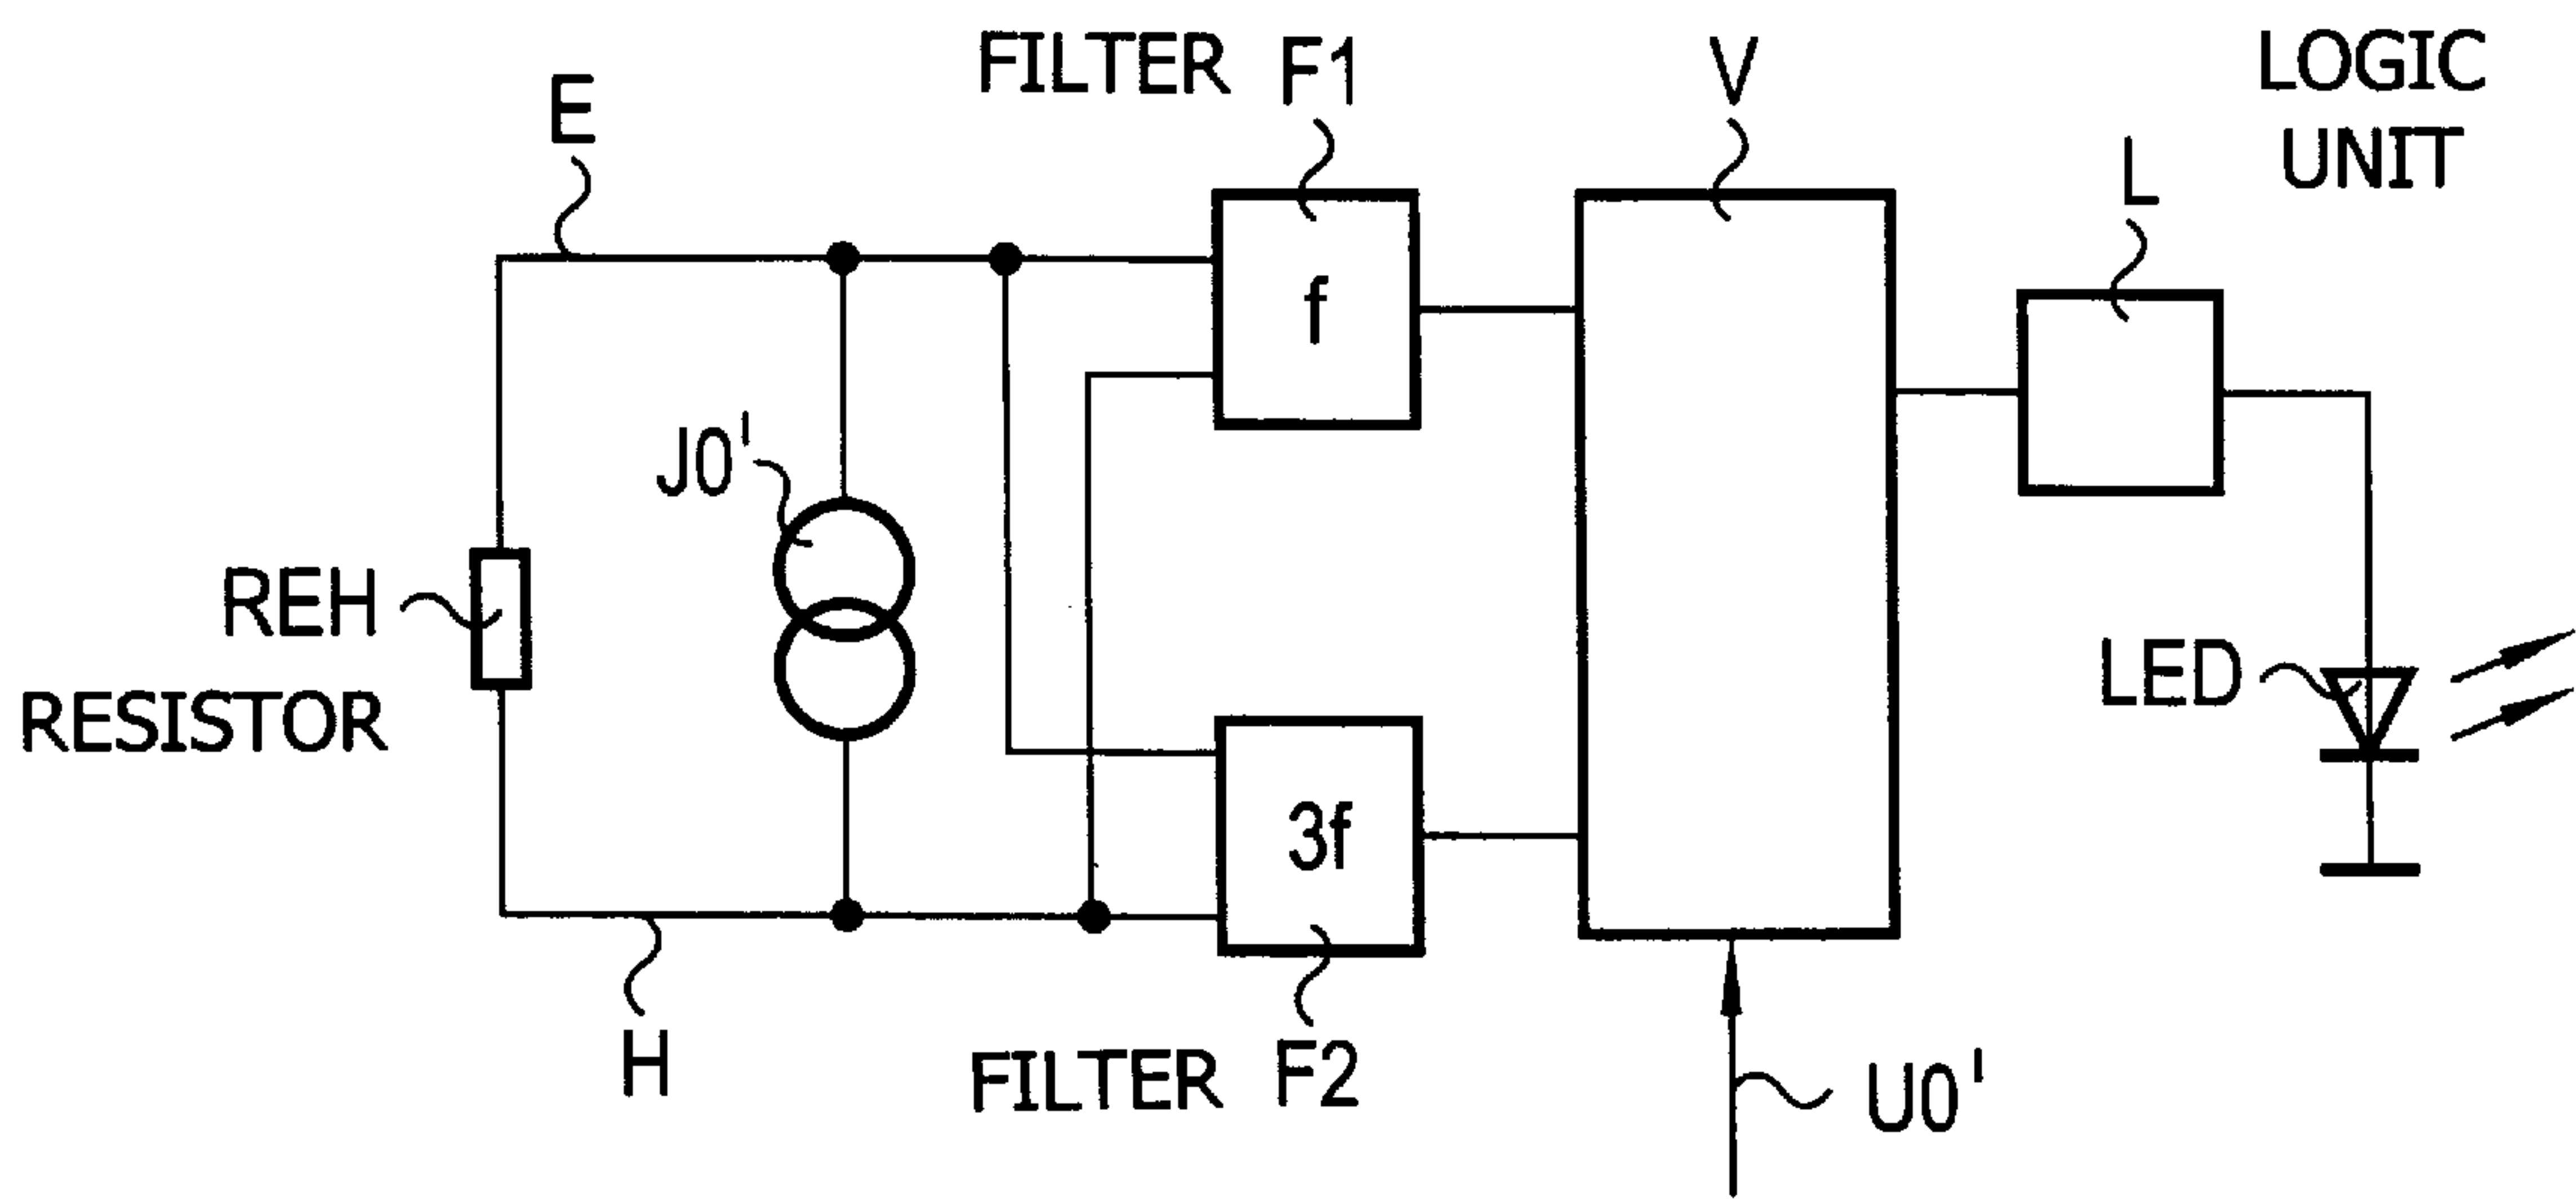 FILTER F1
V
LOGIC
UNIT
E
L
f
J0'
REH
RESISTOR
LED
3f
H
FILTER F2
U0'